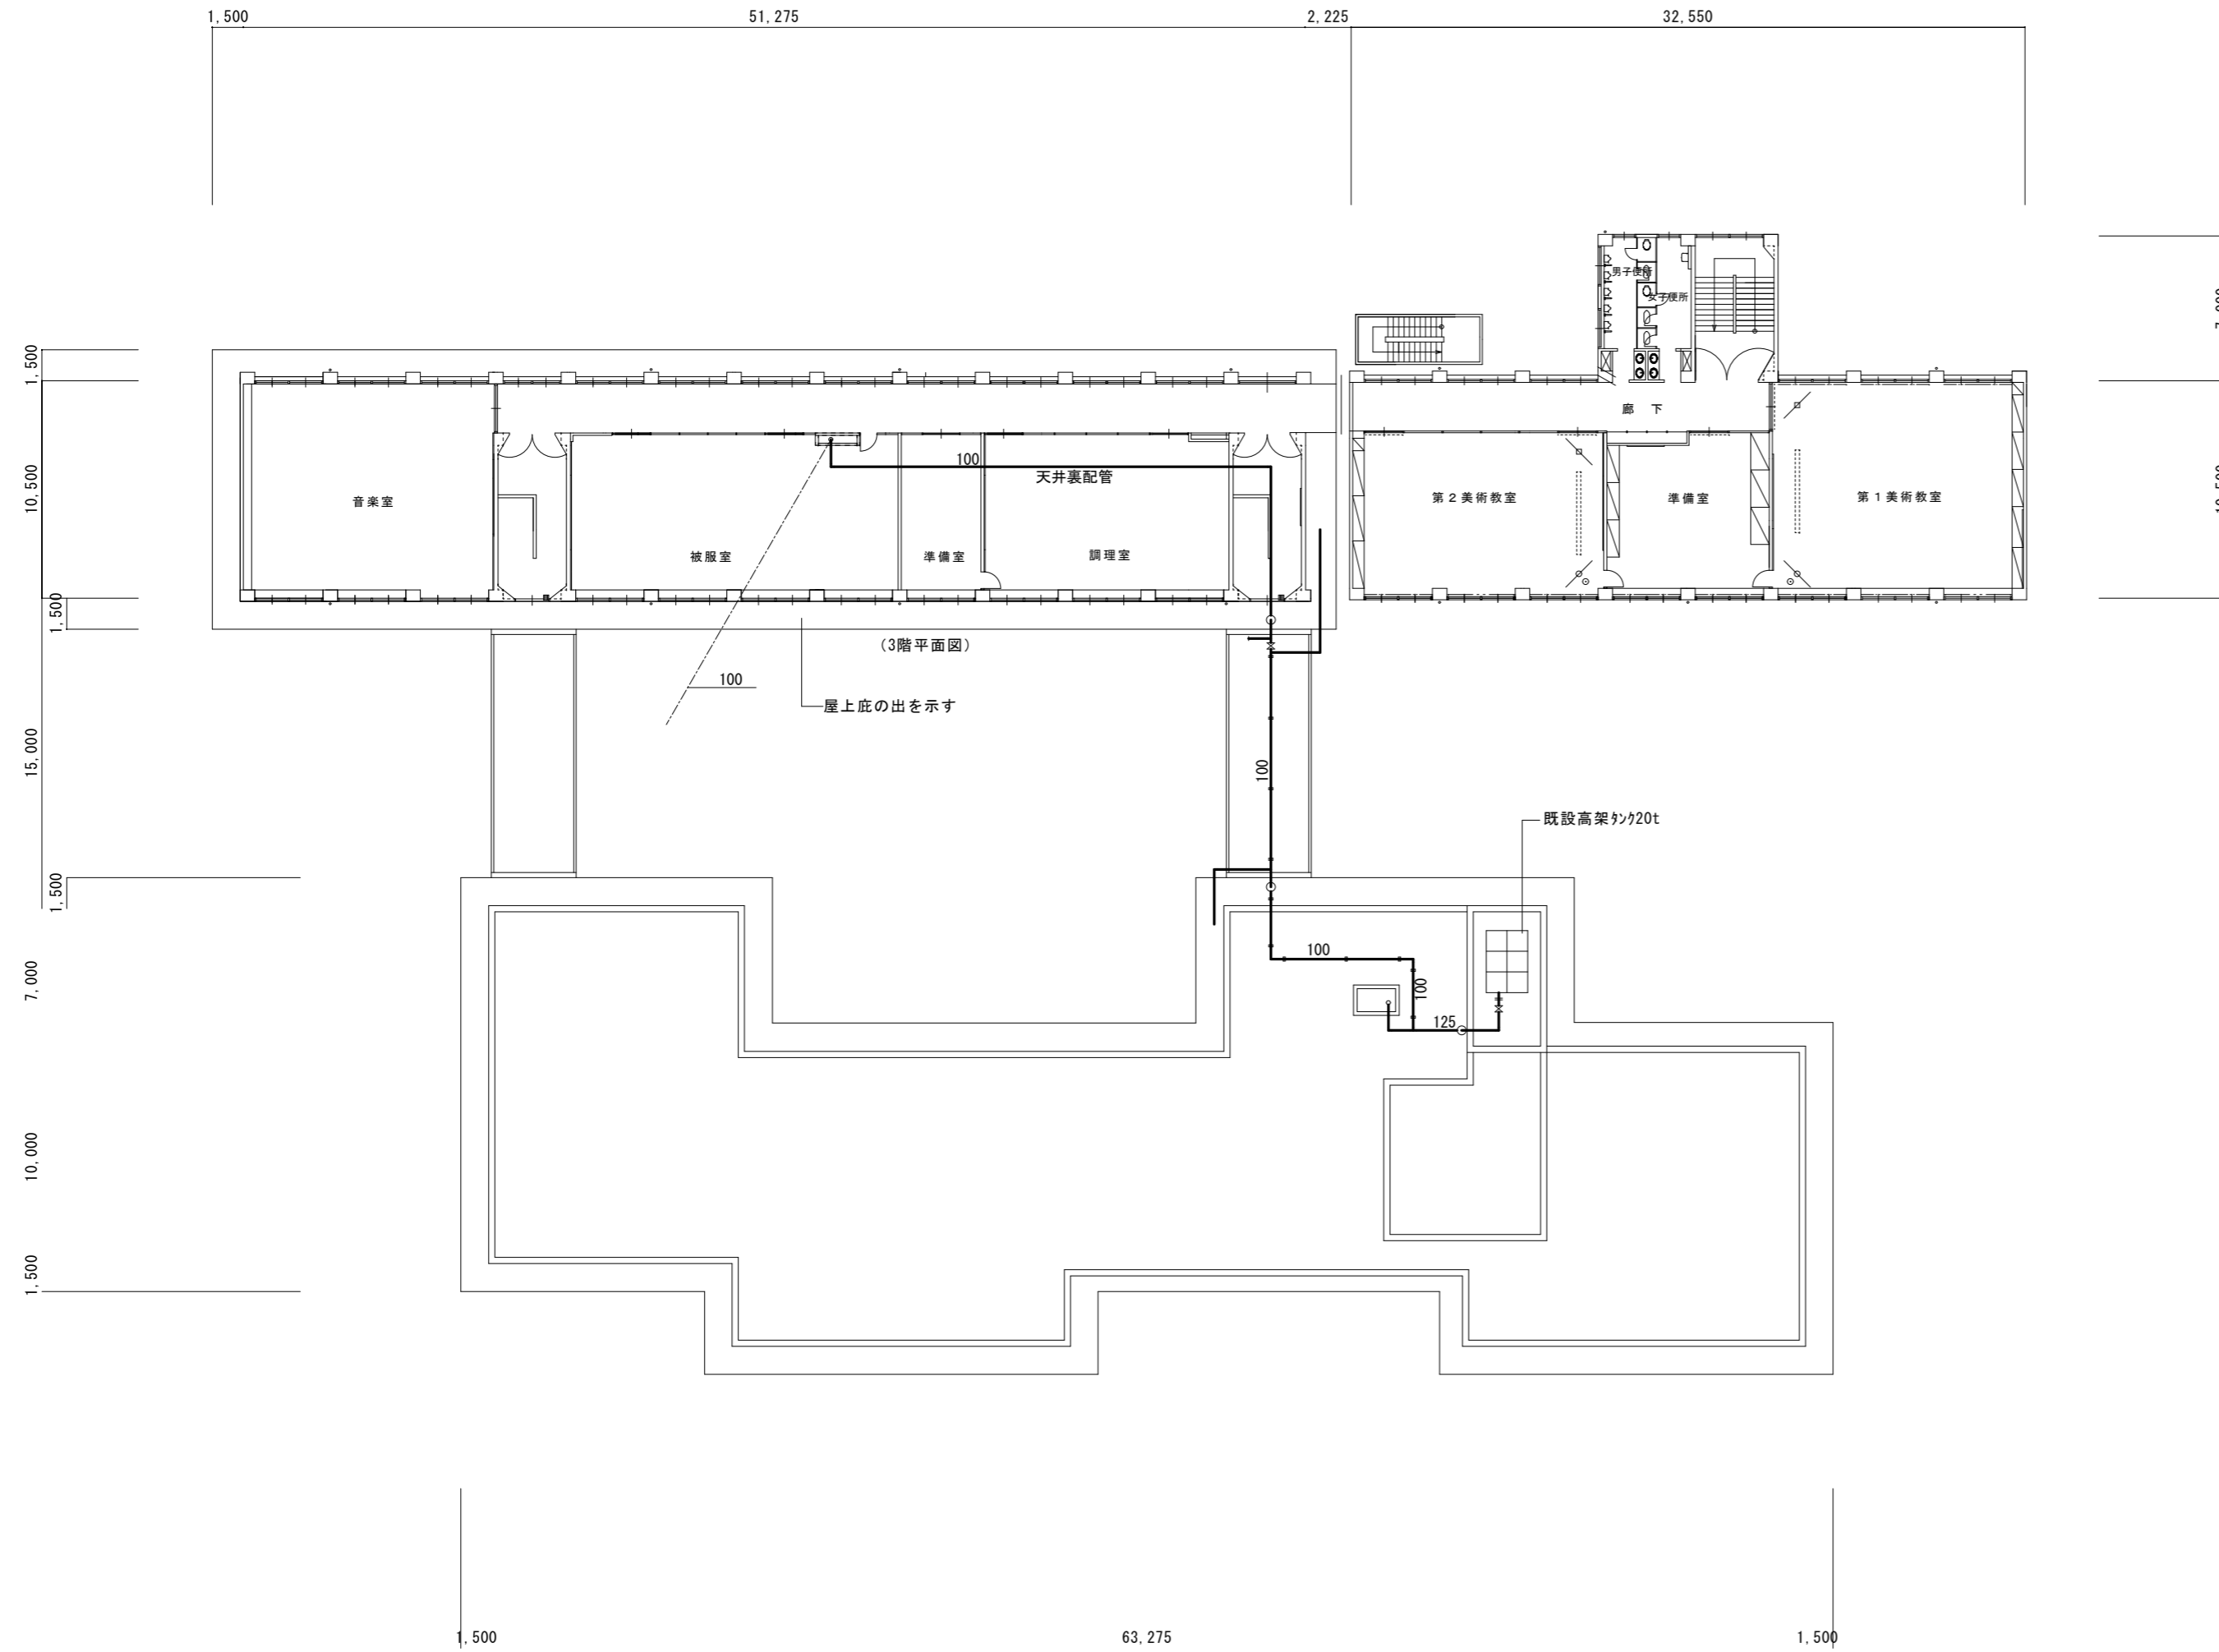 1,500 51,275 2,225 32,550
男子便所
女子便所
1,500
廊 下
10,500
100
天井裏配管
音楽室
被服室
準備室
調理室
第２美術教室
準備室
第１美術教室
1,500
(3階平面図)
100
屋上庇の出を示す
15,000
100
既設高架ﾀﾝｸ20t
1,500
7,000
100
100
125
10,000
1,500
1,500 63,275 1,500